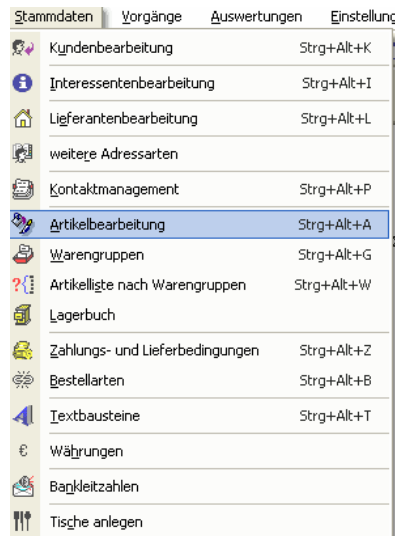 Stammdaten Vorgänge Auswertungen Einstellung
Kundenbearbeitung Strg+Alt+K
Interessentenbearbeitung Strg+Alt+I
Lieferantenbearbeitung Strg+Alt+L
weitere Adressarten
Kontaktmanagement Strg+Alt+P
Artikelbearbeitung Strg+Alt+A
Warengruppen Strg+Alt+G
Artikelliste nach Warengruppen Strg+Alt+W
Lagerbuch
Zahlungs- und Lieferbedingungen Strg+Alt+Z
Bestellarten Strg+Alt+B
Textbausteine Strg+Alt+T
€ Währungen
Bankleitzahlen
Tische anlegen